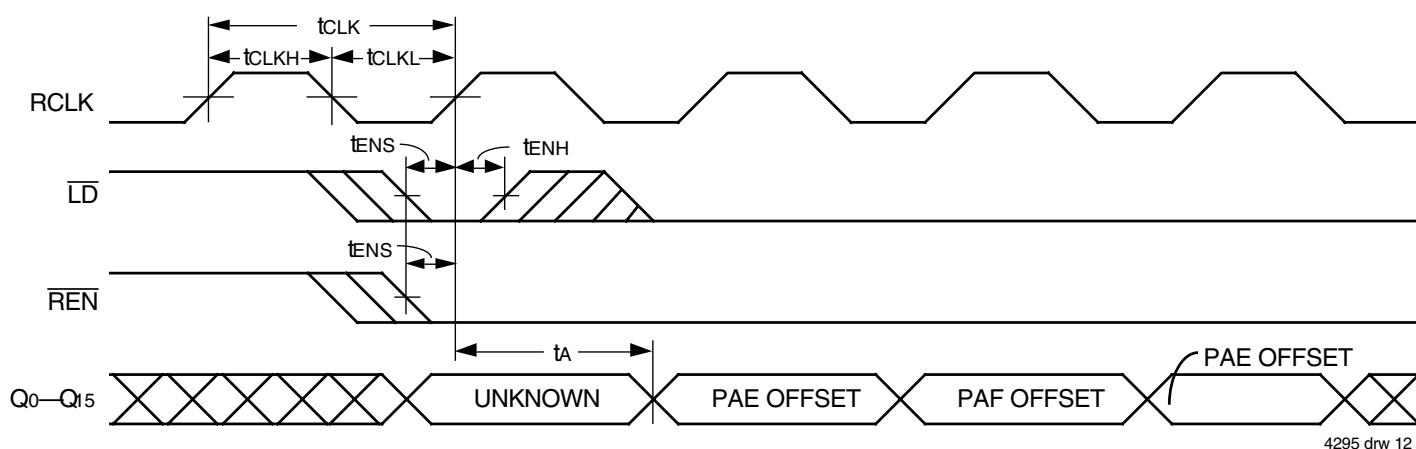 tCLK
tCLKH
tCLKL
RCLK
tENS
tENH
LD
tENS
REN
tA
PAE OFFSET
Q0—Q15
UNKNOWN
PAE OFFSET
PAF OFFSET
4295 drw 12